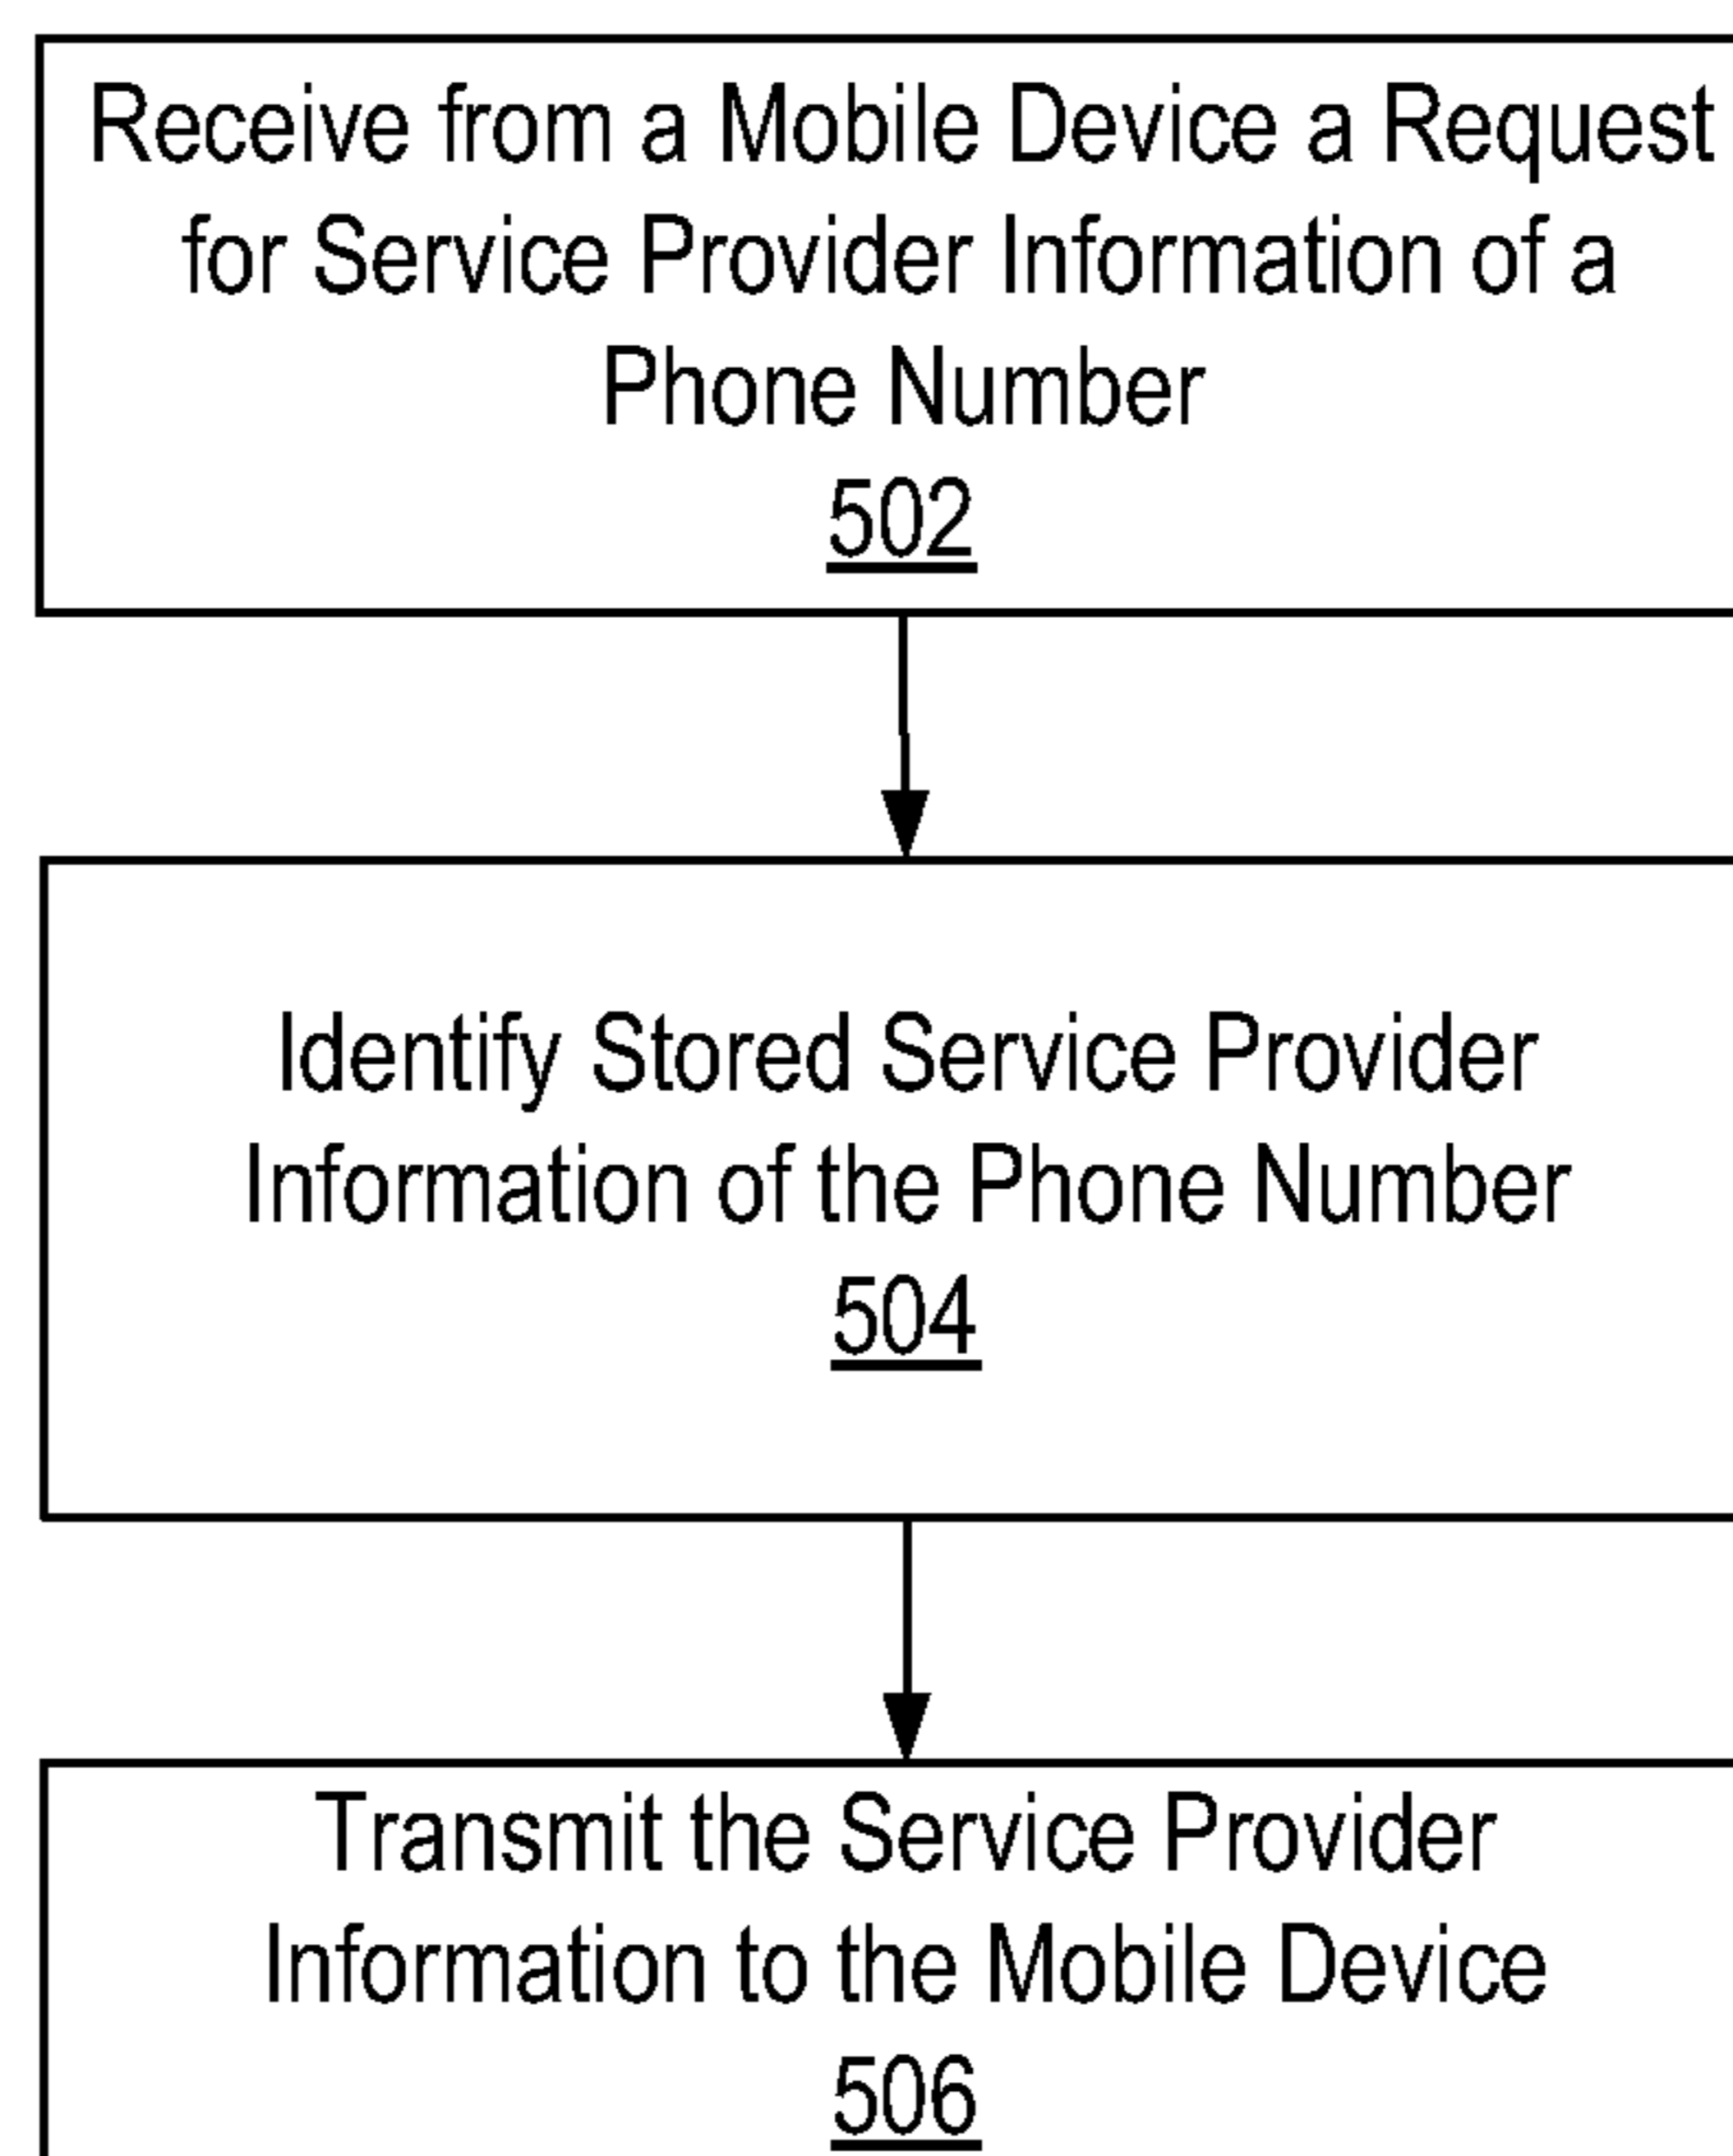 Receive from a Mobile Device a Request
for Service Provider Information of a
Phone Number
502
Identify Stored Service Provider
Information of the Phone Number
504
Transmit the Service Provider
Information to the Mobile Device
506